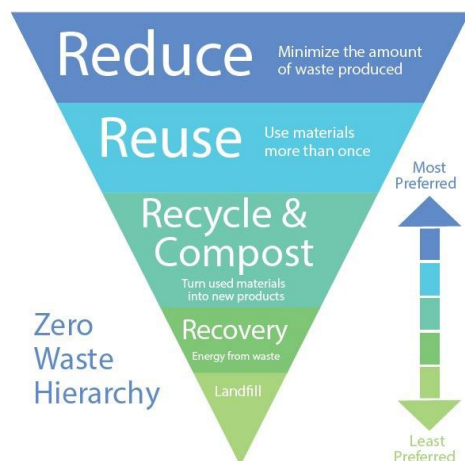 Reduce
Minimize the amount
of waste produced
Reuse
Use materials
more than once
Most
Preferred
Recycle &
Compost
Turn used materials
into new products
Recovery
Energy from waste
Landfill
Zero
Waste
Hierarchy
Least
Preferred